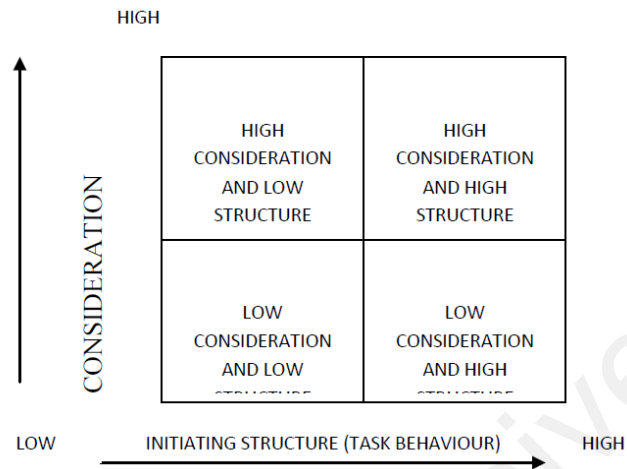 HIGH
CONSIDERATION
HIGH
CONSIDERATION
AND LOW
STRUCTURE
HIGH
CONSIDERATION
AND HIGH
STRUCTURE
LOW
CONSIDERATION
AND LOW
LOW
CONSIDERATION
AND HIGH
LOW
INITIATING STRUCTURE (TASK BEHAVIOUR)
HIGH